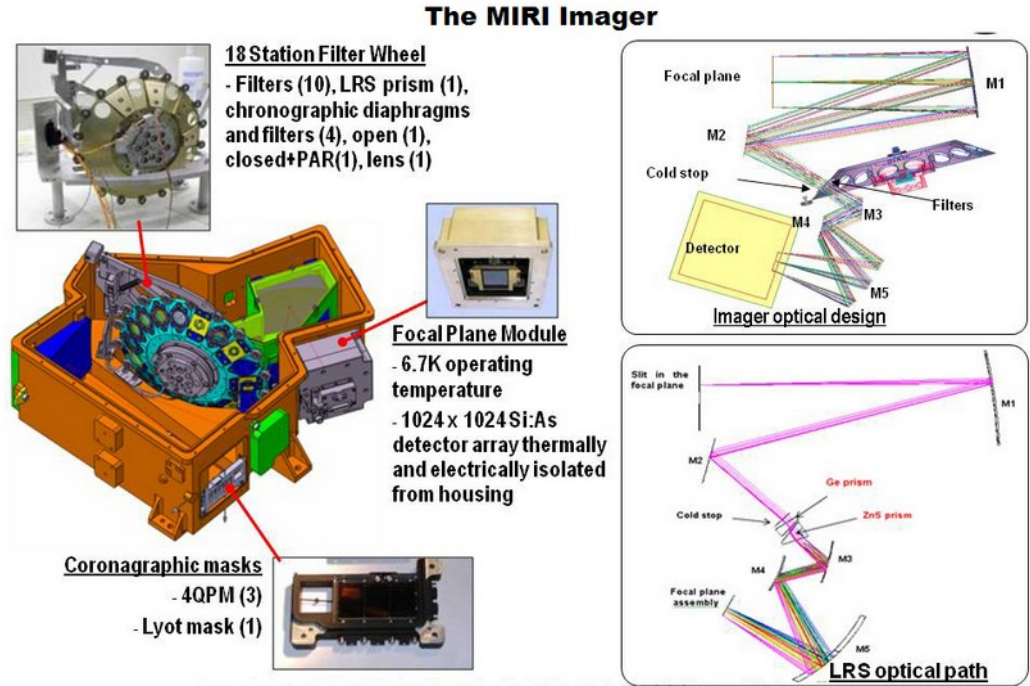 The MIRI Imager
18 Station Filter Wheel
- Filters (10), LRS prism (1),
chronographic diaphragms
and filters (4), open (1),
closed+PAR(1), lens (1)
Focal Plane Module
- 6.7K operating
temperature
- 1024 x 1024 Si:As
detector array thermally
and electrically isolated
from housing
Coronagraphic masks
- 4QPM (3)
- Lyot mask (1)
Focal plane
M1
M2
Cold stop
M4
M3
Filters
Detector
M5
Imager optical design
Slit in the
focal plane
M1
M2
Ge prism
Cold stop
ZnS prism
M3
M4
Focal plane
assembly
M5
LRS optical path